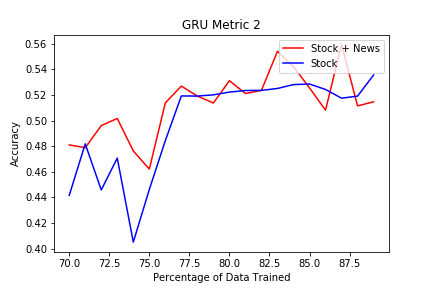 GRU Metric 2
Stock + News
Stock
Accuracy
0.56
0.54
0.52
0.50
0.48
0.46
0.44
0.42
0.40
70.0 72.5 75.0 77.5 80.0 82.5 85.0 87.5
Percentage of Data Trained